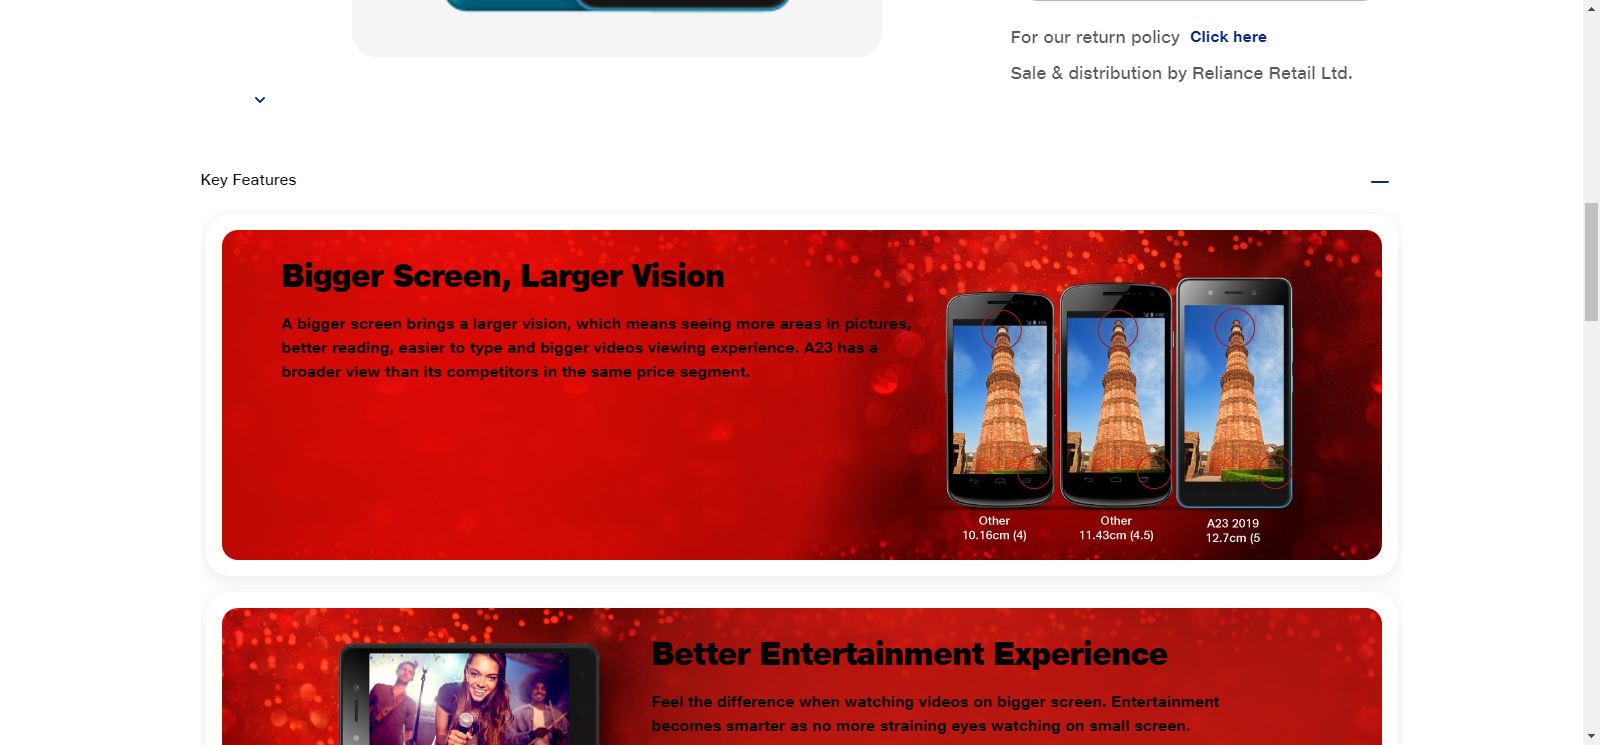 For our return policy Click here
Sale & distribution by Reliance Retail Ltd.
Key Features
Bigger Screen, Larger Vision
A bigger screen brings a larger vision, which means seeing more areas in pictures,
better reading, easier to type and bigger videos viewing experience. A23 has a
broader view than its competitors in the same price segment.
Other
10.16cm (4)
Other
11.43cm (4.5)
A23 2019
12.7cm (5
Better Entertainment Experience
Feel the difference when watching videos on bigger screen. Entertainment
becomes smarter as no more straining eyes watching on small screen.